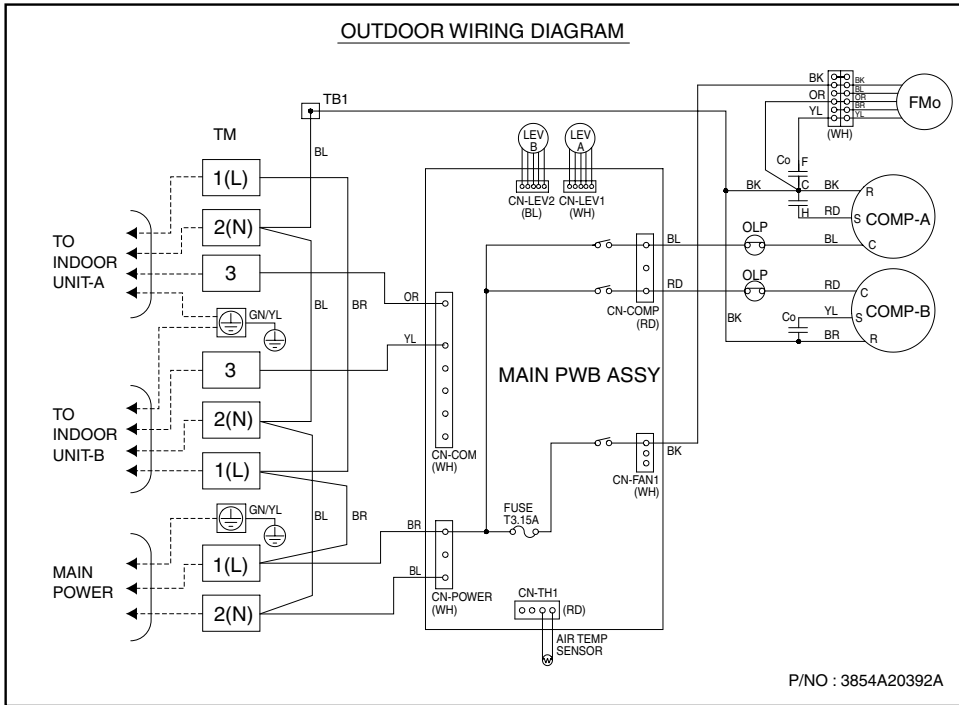 OUTDOOR WIRING DIAGRAM
TB1
TM
BL
1(L)
2(N)
3
TO
INDOOR
UNIT-A
GN/YL
BL
BR
3
2(N)
1(L)
TO
INDOOR
UNIT-B
GN/YL
BL
BR
1(L)
2(N)
MAIN
POWER
OR
YL
BR
BL
LEV
B
LEV
A
CN-LEV2
(BL)
CN-LEV1
(WH)
CN-COM
(WH)
CN-POWER
(WH)
MAIN PWB ASSY
FUSE
T3.15A
CN-COMP
(RD)
CN-FAN1
(WH)
CN-TH1
(RD)
AIR TEMP
SENSOR
BL
RD
BK
BK
BK
OLP
OLP
BK
OR
YL
(WH)
BK
BL
OR
BR
YL
FMo
Co
F
C
H
BK
RD
BL
R
S
C
COMP-A
RD
YL
BR
Co
C
S
R
COMP-B
P/NO : 3854A20392A